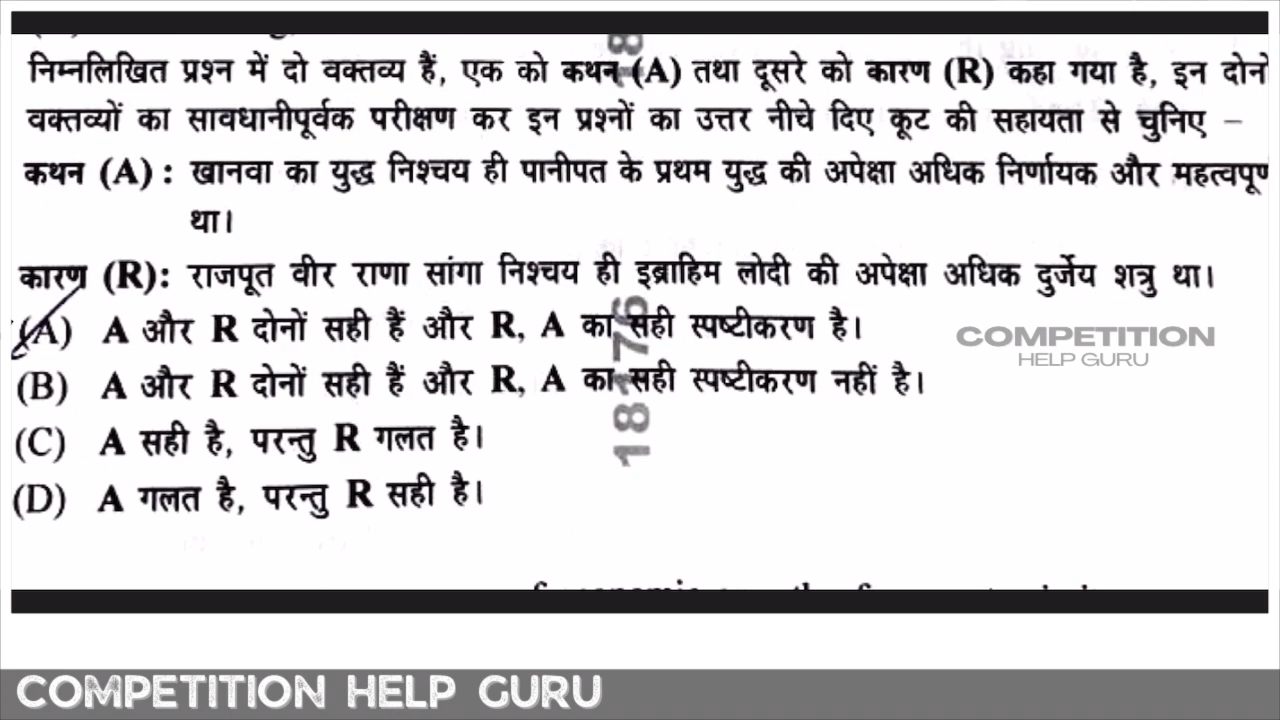 निम्नलिखित प्रश्न में दो वक्तव्य हैं, एक को कथन (A) तथा दूसरे को कारण (R) कहा गया है, इन दोनों
वक्तव्यों का सावधानीपूर्वक परीक्षण कर इन प्रश्नों का उत्तर नीचे दिए कूट की सहायता से चुनिए –
कथन (A) : खानवा का युद्ध निश्चय ही पानीपत के प्रथम युद्ध की अपेक्षा अधिक निर्णायक और महत्वपूर्ण
था।
कारण (R): राजपूत वीर राणा सांगा निश्चय ही इब्राहिम लोदी की अपेक्षा अधिक दुर्जेय शत्रु था।
(A) A और R दोनों सही हैं और R, A का सही स्पष्टीकरण है।
COMPETITION
HELP GURU
(B) A और R दोनों सही हैं और R, A का सही स्पष्टीकरण नहीं है।
(C) A सही है, परन्तु R गलत है।
(D) A गलत है, परन्तु R सही है।
18176
COMPETITION HELP GURU